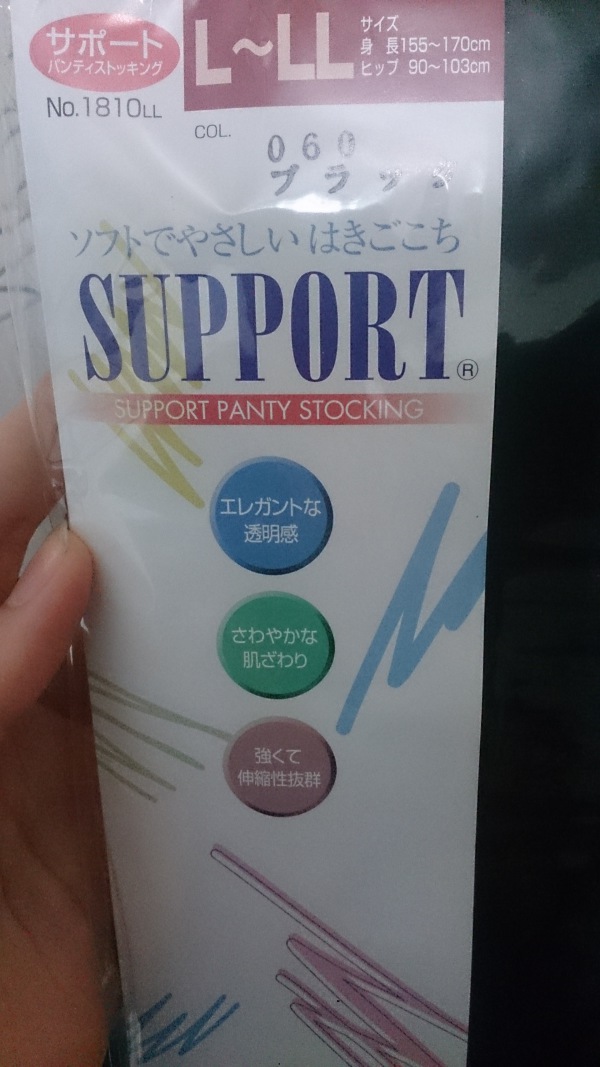 サポート
パンティストッキング
No.1810LL
L～LL
サイズ
身 長155～170cm
ヒップ 90～103cm
COL.
060
ブラック
ソフトでやさしい はきごこち
SUPPORT®
SUPPORT PANTY STOCKING
エレガントな
透明感
さわやかな
肌ざわり
強くて
伸縮性抜群